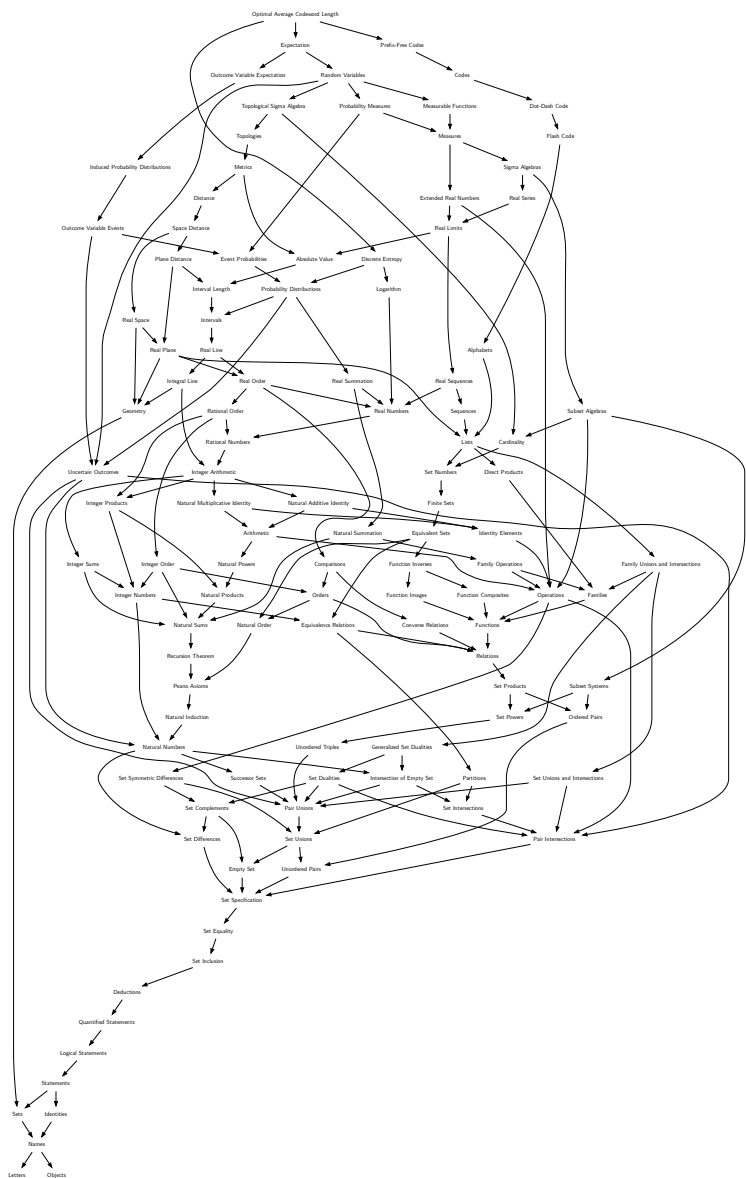 Optimal Average Codeword Length
Expectation
Prefix-Free Codes
Outcome Variable Expectation
Random Variables
Codes
Topological Sigma Algebra
Probability Measures
Measurable Functions
Dot-Dash Code
Topologies
Measures
Flash Code
Induced Probability Distributions
Metrics
Sigma Algebras
Distance
Extended Real Numbers
Real Series
Outcome Variable Events
Space Distance
Real Limits
Plane Distance
Event Probabilities
Absolute Value
Discrete Entropy
Interval Length
Probability Distributions
Logarithm
Real Space
Intervals
Real Plane
Real Line
Alphabets
Integral Line
Real Order
Real Summation
Real Sequences
Geometry
Rational Order
Real Numbers
Sequences
Subset Algebras
Rational Numbers
Lists
Cardinality
Uncertain Outcomes
Integer Arithmetic
Set Numbers
Direct Products
Integer Products
Natural Multiplicative Identity
Natural Additive Identity
Finite Sets
Arithmetic
Natural Summation
Equivalent Sets
Identity Elements
Integer Sums
Integer Order
Natural Powers
Comparisons
Function Inverses
Family Operations
Family Unions and Intersections
Integer Numbers
Natural Products
Orders
Function Images
Function Composites
Operations
Families
Natural Sums
Natural Order
Equivalence Relations
Converse Relations
Functions
Recursion Theorem
Relations
Peano Axioms
Set Products
Subset Systems
Natural Induction
Set Powers
Ordered Pairs
Natural Numbers
Unordered Triples
Generalized Set Dualities
Set Symmetric Differences
Successor Sets
Set Dualities
Intersection of Empty Set
Partitions
Set Unions and Intersections
Set Complements
Pair Unions
Set Intersections
Set Differences
Set Unions
Pair Intersections
Empty Set
Unordered Pairs
Set Specification
Set Equality
Set Inclusion
Deductions
Quantified Statements
Logical Statements
Statements
Sets
Identities
Names
Letters
Objects